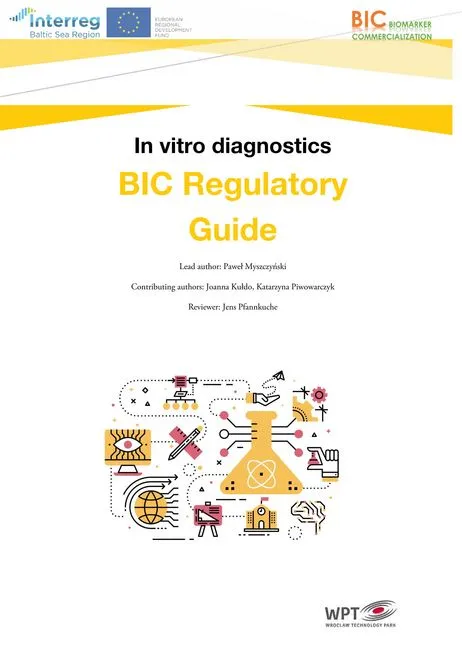 Interreg
Baltic Sea Region
EUROPEAN
REGIONAL
DEVELOPMENT
FUND
BIC BIOMARKER
COMMERCIALIZATION
In vitro diagnostics
BIC Regulatory
Guide
Lead author: Paweł Myszczyński
Contributing authors: Joanna Kułdo, Katarzyna Piwowarczyk
Reviewer: Jens Pfannkuche
WPT
WROCLAW TECHNOLOGY PARK